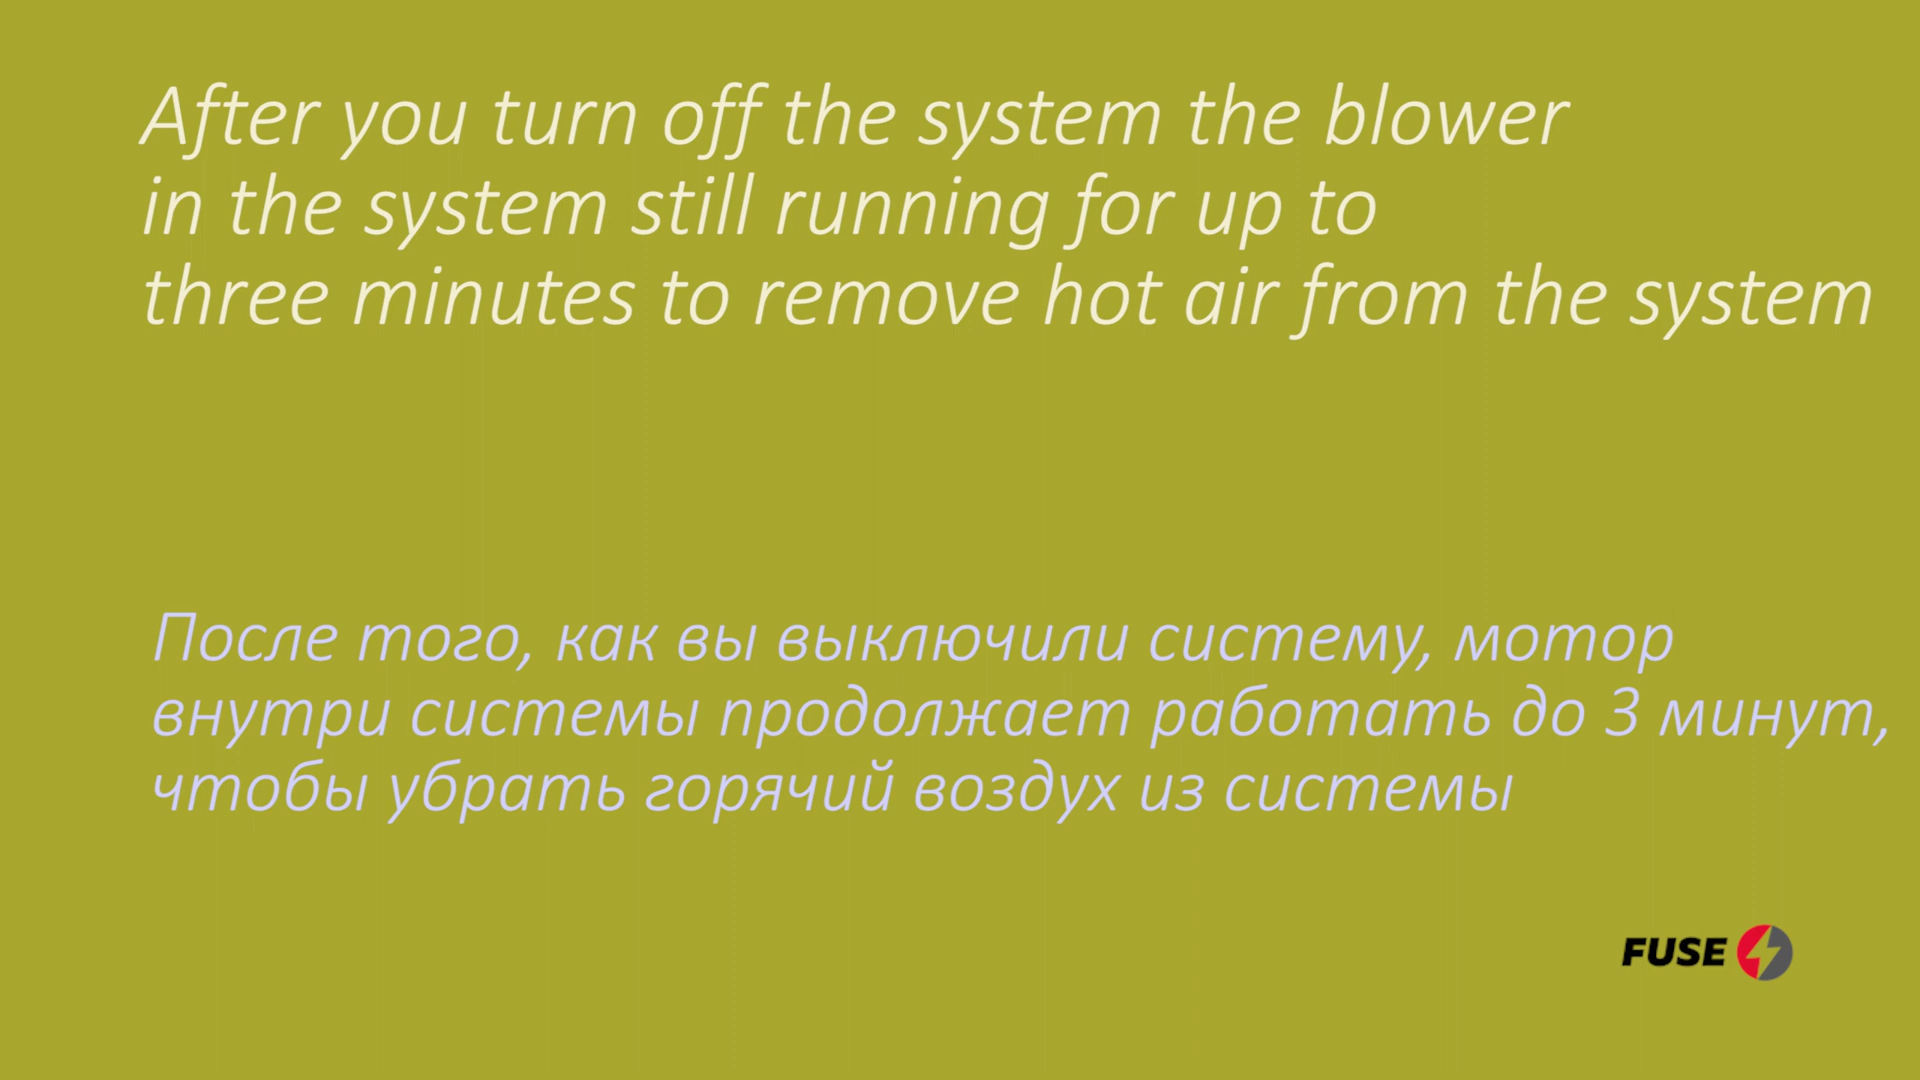 After you turn off the system the blower
in the system still running for up to
three minutes to remove hot air from the system
После того, как вы выключили систему, мотор
внутри системы продолжает работать до 3 минут,
чтобы убрать горячий воздух из системы
FUSE